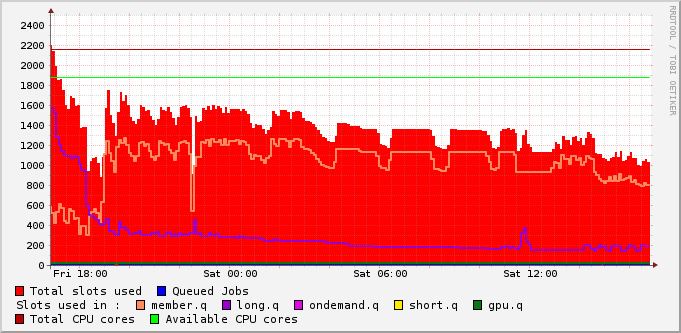 RRDTOOL / TOBI OETIKER
2400
2200
2000
1800
1600
1400
1200
1000
800
600
400
200
0
Fri 18:00 Sat 00:00 Sat 06:00 Sat 12:00
Total slots used Queued Jobs
Slots used in : member.q long.q ondemand.q short.q gpu.q
Total CPU cores Available CPU cores